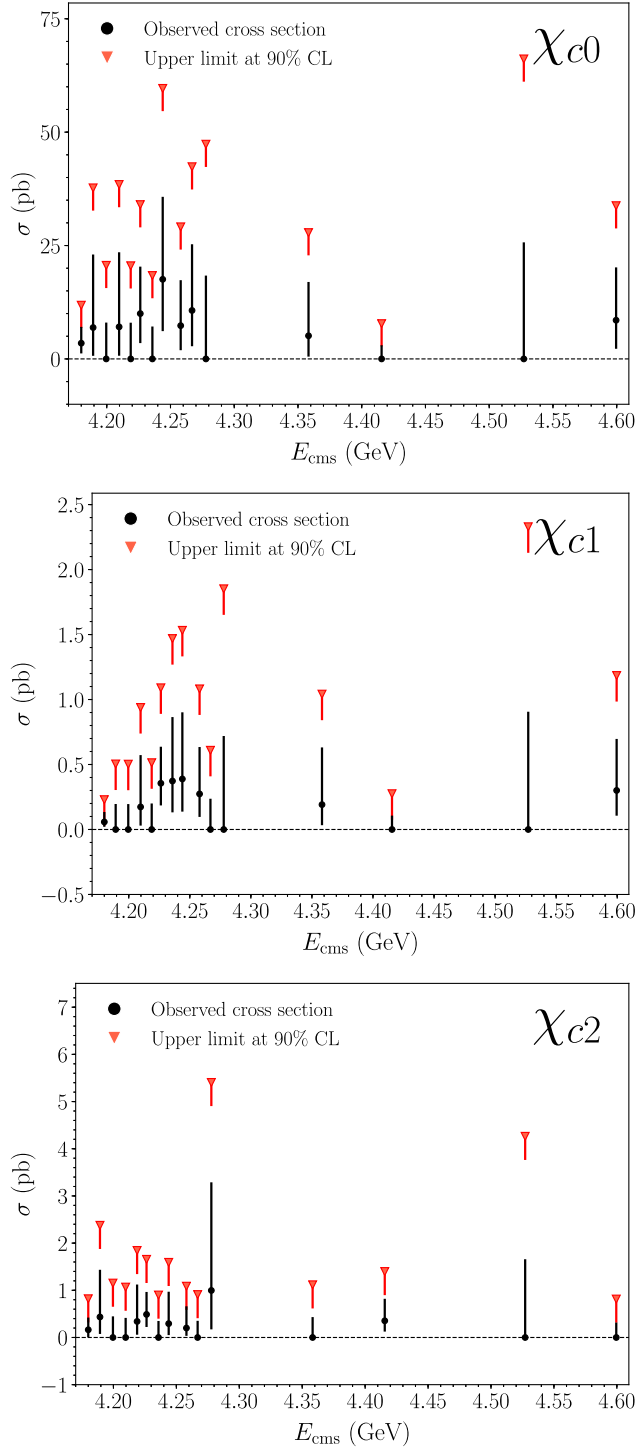 75
50
25
0
σ (pb)
Observed cross section
Upper limit at 90% CL
χc0
4.20 4.25 4.30 4.35 4.40 4.45 4.50 4.55 4.60
Ecms (GeV)
2.5
2.0
1.5
1.0
0.5
0.0
−0.5
σ (pb)
Observed cross section
Upper limit at 90% CL
χc1
4.20 4.25 4.30 4.35 4.40 4.45 4.50 4.55 4.60
Ecms (GeV)
7
6
5
4
3
2
1
0
−1
σ (pb)
Observed cross section
Upper limit at 90% CL
χc2
4.20 4.25 4.30 4.35 4.40 4.45 4.50 4.55 4.60
Ecms (GeV)